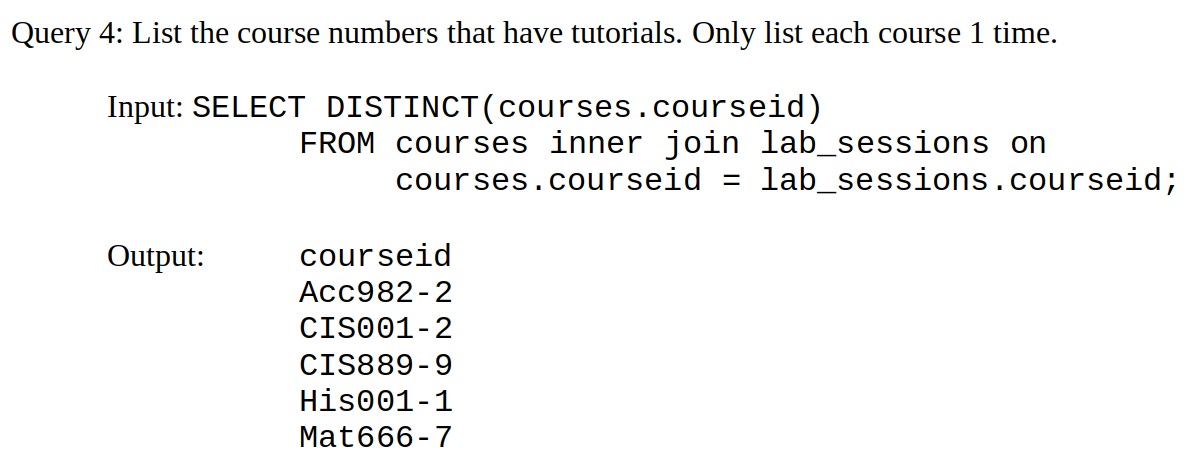 Query 4: List the course numbers that have tutorials. Only list each course 1 time.
Input: SELECT DISTINCT(courses.courseid)
FROM courses inner join lab_sessions on
courses.courseid = lab_sessions.courseid;
Output: courseid
Acc982-2
CIS001-2
CIS889-9
His001-1
Mat666-7